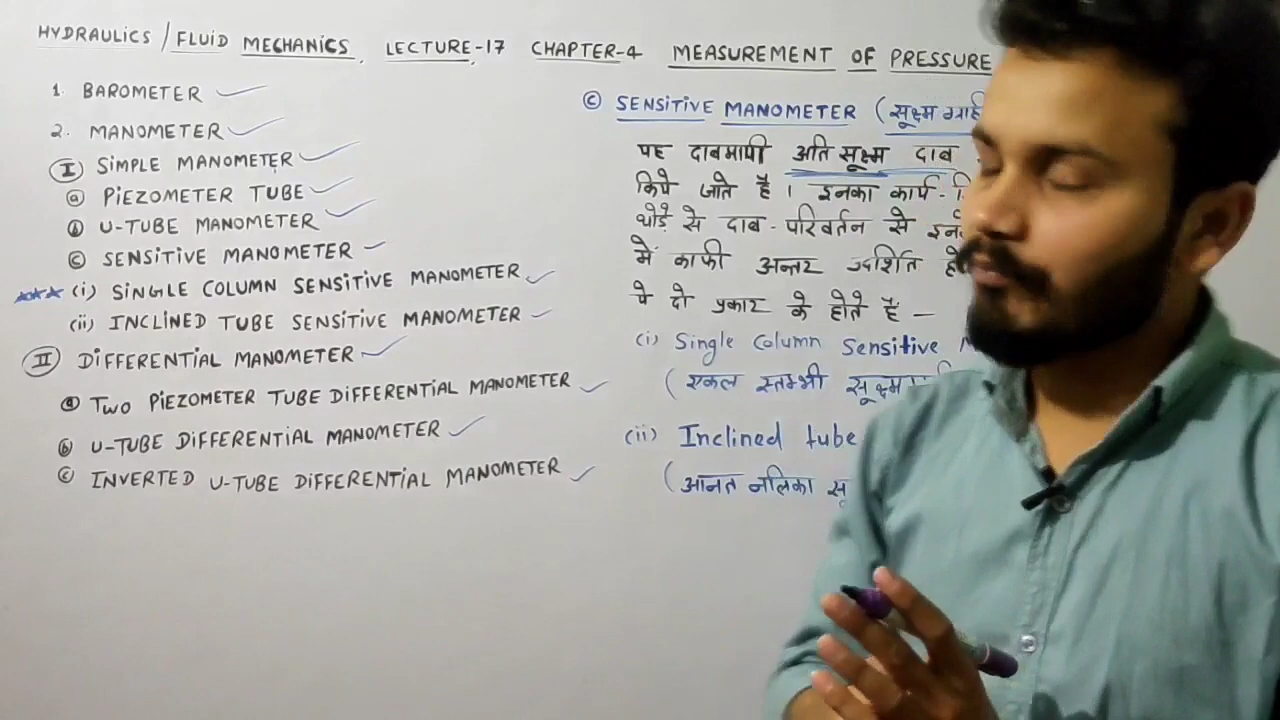 HYDRAULICS / FLUID MECHANICS, LECTURE-17 CHAPTER-4 MEASUREMENT OF PRESSURE
1. BAROMETER
2. MANOMETER
I SIMPLE MANOMETER
a PIEZOMETER TUBE
b U-TUBE MANOMETER
c SENSITIVE MANOMETER
(i) SINGLE COLUMN SENSITIVE MANOMETER
(ii) INCLINED TUBE SENSITIVE MANOMETER
II DIFFERENTIAL MANOMETER
a TWO PIEZOMETER TUBE DIFFERENTIAL MANOMETER
b U-TUBE DIFFERENTIAL MANOMETER
c INVERTED U-TUBE DIFFERENTIAL MANOMETER
c SENSITIVE MANOMETER (सूक्ष्म
यह दाबमापी अति सूक्ष्म दाब
किये जाते है । इनका कार्य-
थोड़े से दाब-परिवर्तन से
में काफी अन्तर प्रदर्शित
ये दो प्रकार के होते हैं —
(i) Single Column Sensitive
(एकल स्तम्भी
(ii) Inclined tube
(आनत नलिका